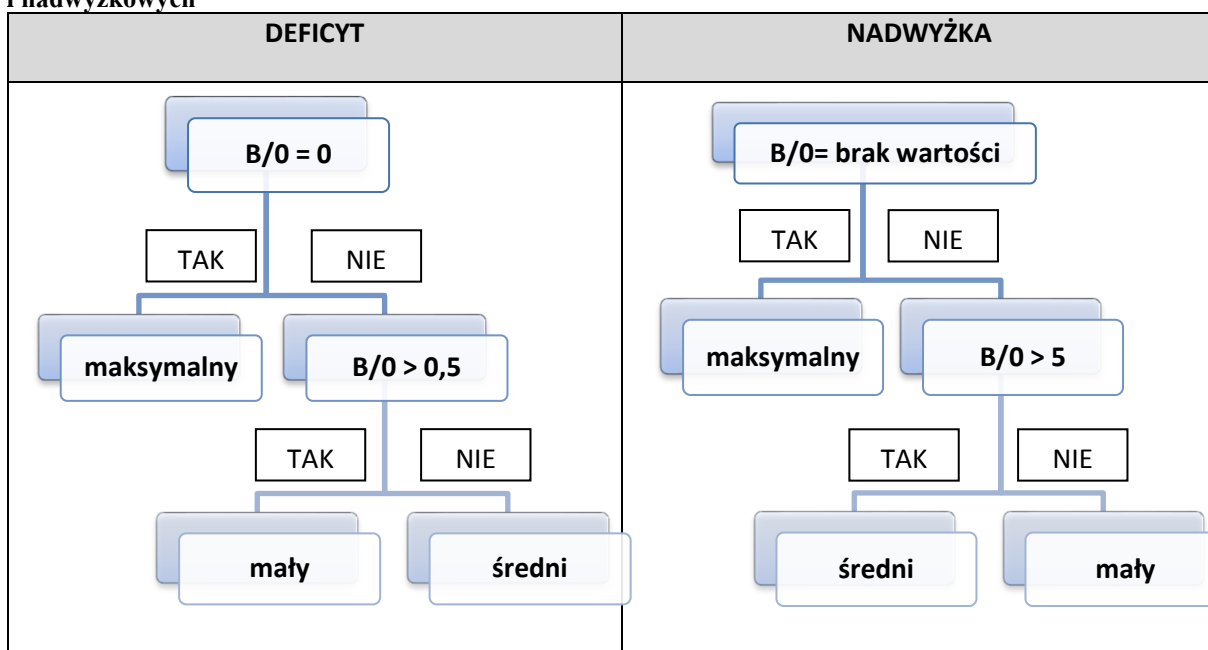 i nadwyżkowych
DEFICYT
NADWYŻKA
B/0 = 0
TAK
NIE
maksymalny
B/0 > 0,5
TAK
NIE
mały
średni
B/0= brak wartości
TAK
NIE
maksymalny
B/0 > 5
TAK
NIE
średni
mały